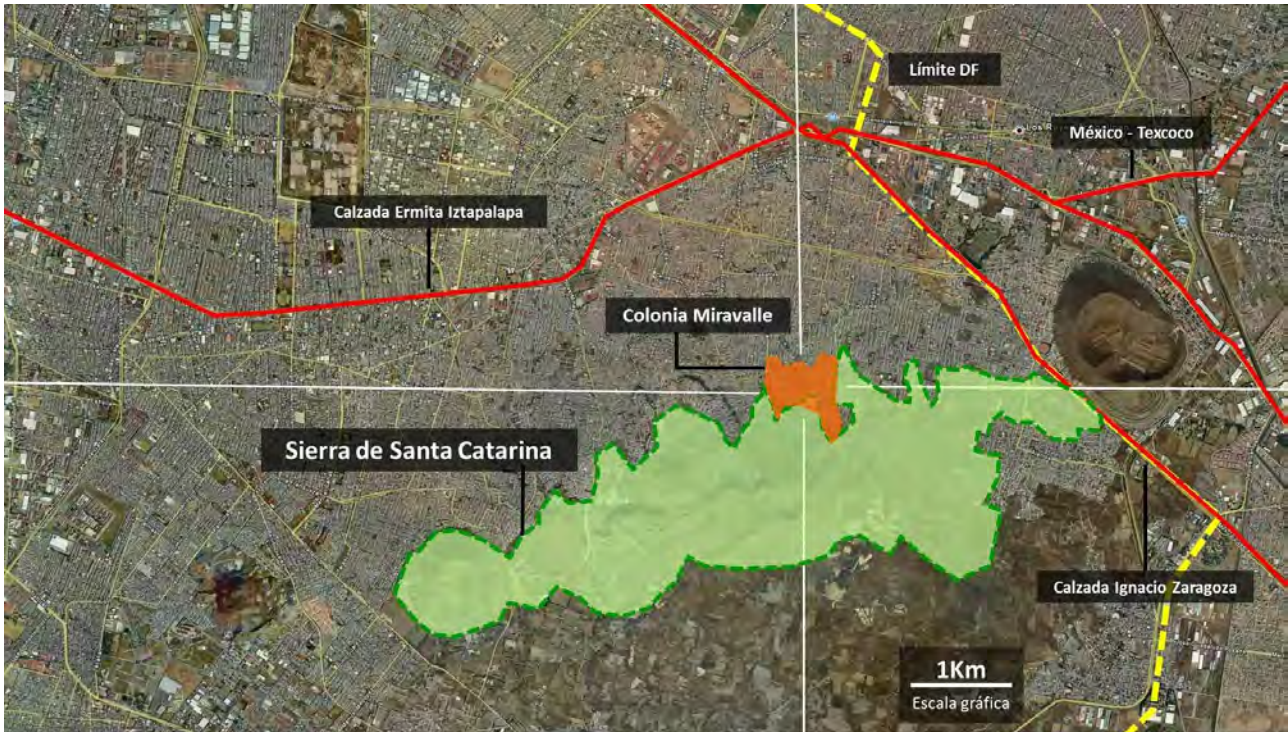 Límite DF
Los R
México - Texcoco
Calzada Ermita Iztapalapa
Colonia Miravalle
Sierra de Santa Catarina
Calzada Ignacio Zaragoza
1Km
Escala gráfica